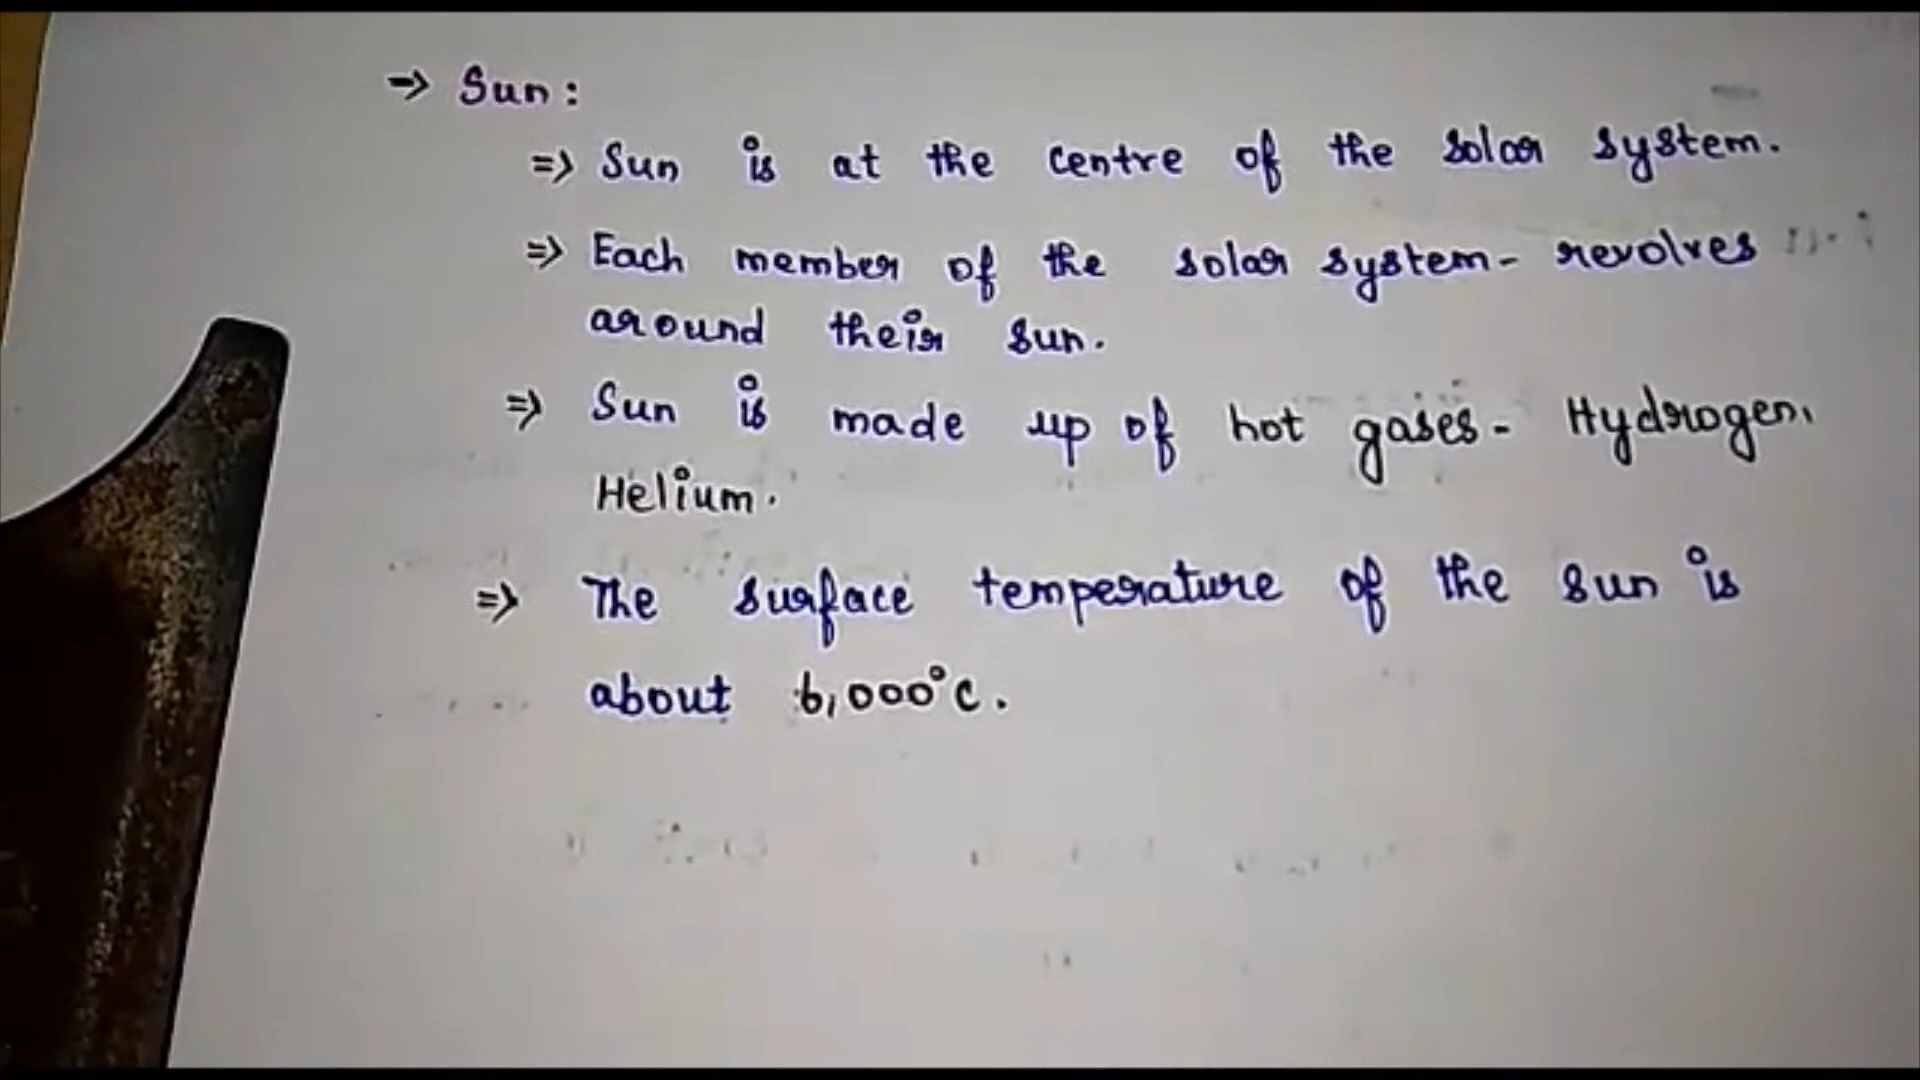 → Sun:
⇒ Sun is at the centre of the solar system.
⇒ Each member of the solar system - revolves
around their sun.
⇒ Sun is made up of hot gases - Hydrogen,
Helium.
⇒ The surface temperature of the sun is
about 6,000°c.